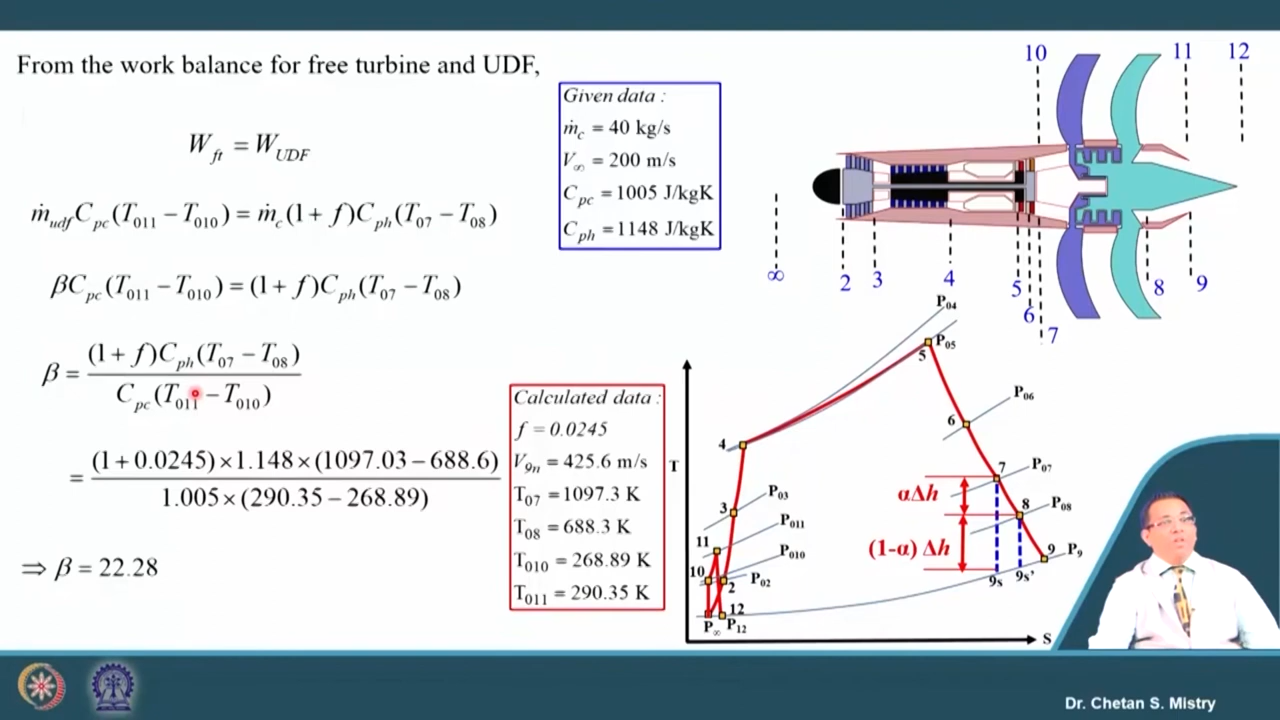 From the work balance for free turbine and UDF,
W_ft = W_UDF
ṁ_udf C_pc (T_011 − T_010) = ṁ_c (1 + f) C_ph (T_07 − T_08)
βC_pc (T_011 − T_010) = (1 + f) C_ph (T_07 − T_08)
β = (1 + f) C_ph (T_07 − T_08) / C_pc (T_011 − T_010)
= (1 + 0.0245) × 1.148 × (1097.03 − 688.6) / 1.005 × (290.35 − 268.89)
⇒ β = 22.28
Given data :
ṁ_c = 40 kg/s
V_∞ = 200 m/s
C_pc = 1005 J/kgK
C_ph = 1148 J/kgK
Calculated data :
f = 0.0245
V_9n = 425.6 m/s
T_07 = 1097.3 K
T_08 = 688.3 K
T_010 = 268.89 K
T_011 = 290.35 K
10 11 12
∞ 2 3 4 5 6 7 8 9
P_04
5 P_05
P_06
6
4
T
7 P_07
αΔh
8 P_08
3 P_03
P_011
11
P_010
(1-α) Δh
9 P_9
10
2 P_02
9s 9s'
12
P_∞ P_12
S
Dr. Chetan S. Mistry